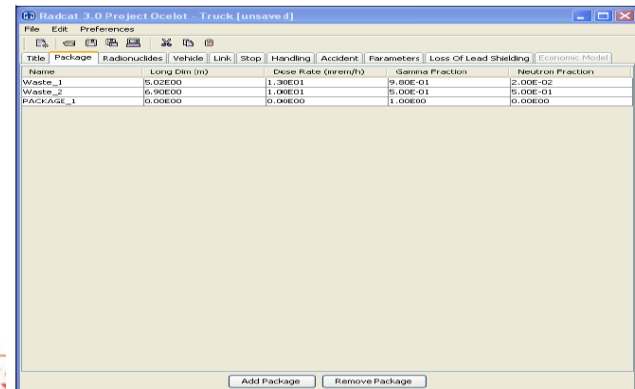 Radcat 3.0 Project Ocelot - Truck [unsaved]
File Edit Preferences
Title Package Radionuclides Vehicle Link Stop Handling Accident Parameters Loss Of Lead Shielding Economic Model
Name Long Dim (m) Dose Rate (mrem/h) Gamma Fraction Neutron Fraction
Waste_1 5.02E00 1.30E01 9.80E-01 2.00E-02
Waste_2 6.90E00 1.00E01 5.00E-01 5.00E-01
PACKAGE_1 0.00E00 0.00E00 1.00E00 0.00E00
Add Package Remove Package